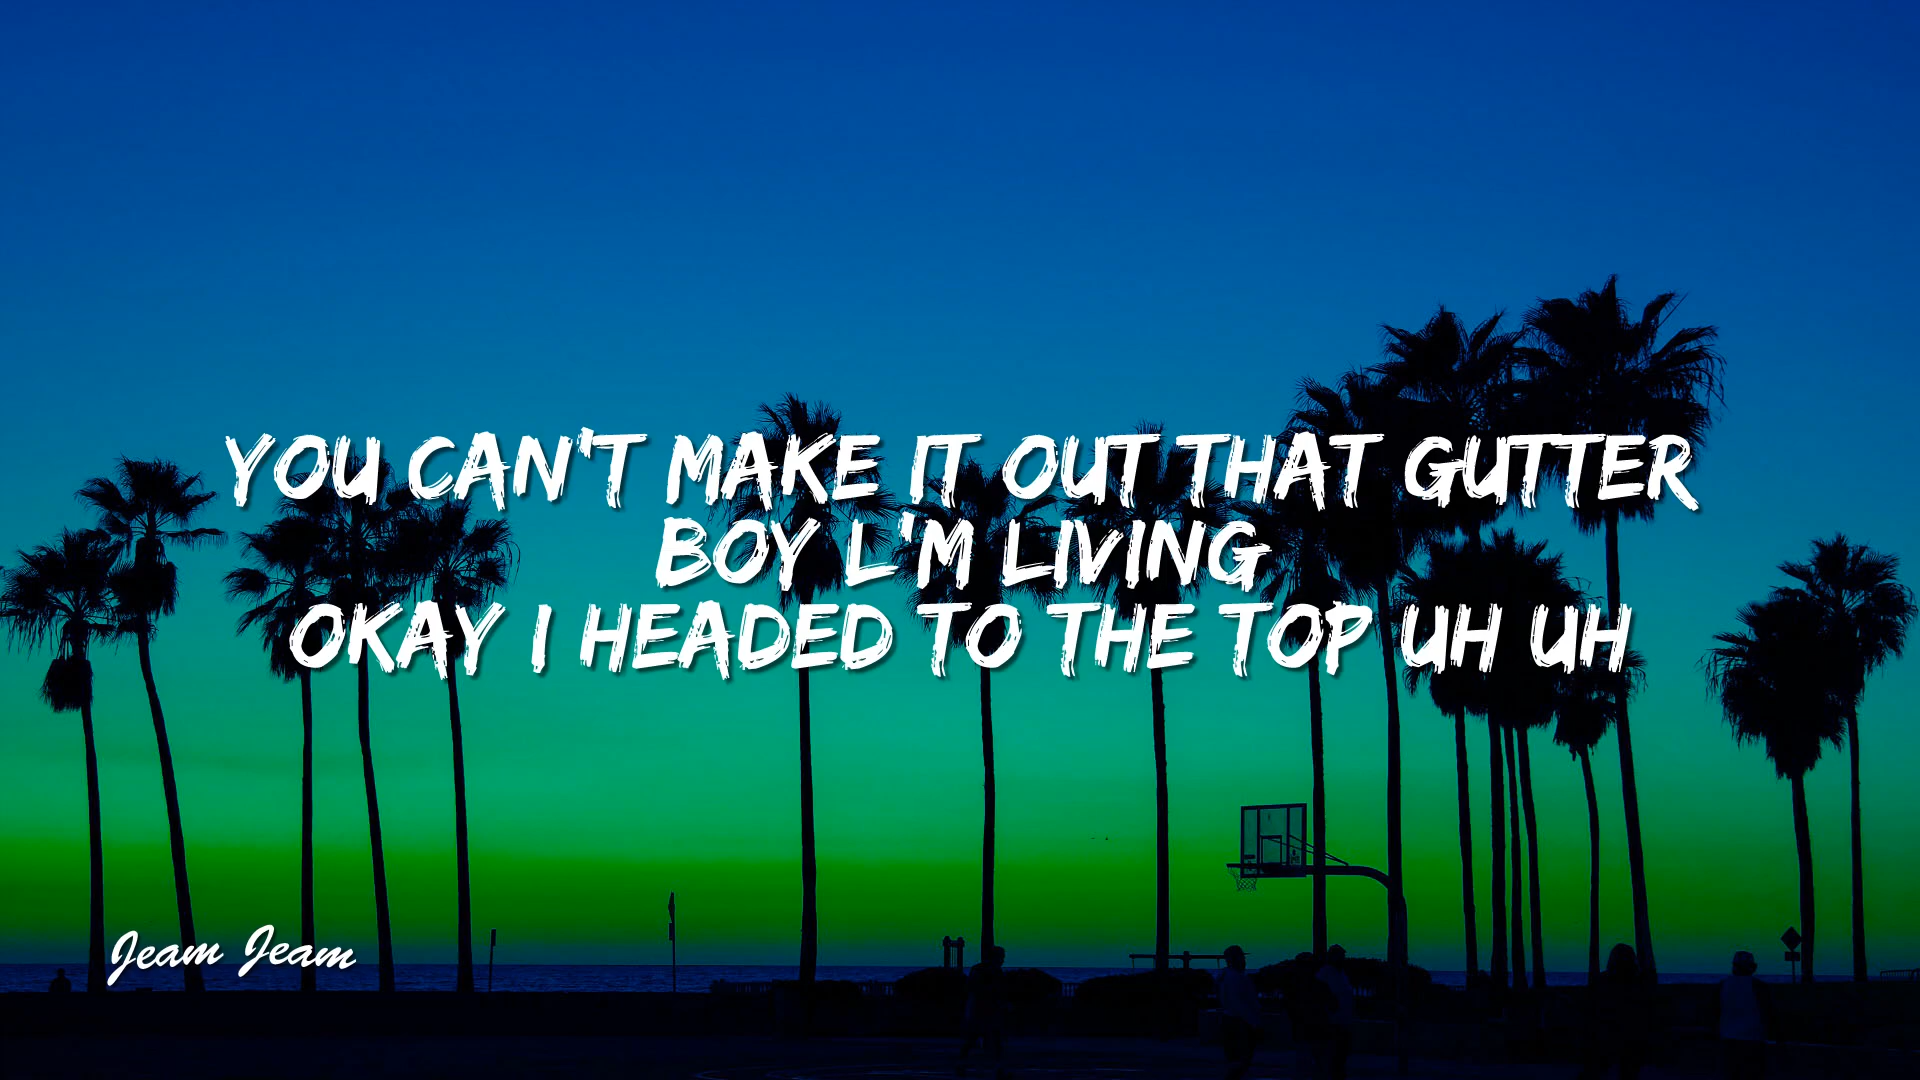 YOU CAN'T MAKE IT OUT THAT GUTTER
BOY L'M LIVING
OKAY I HEADED TO THE TOP UH UH
Jeam Jeam